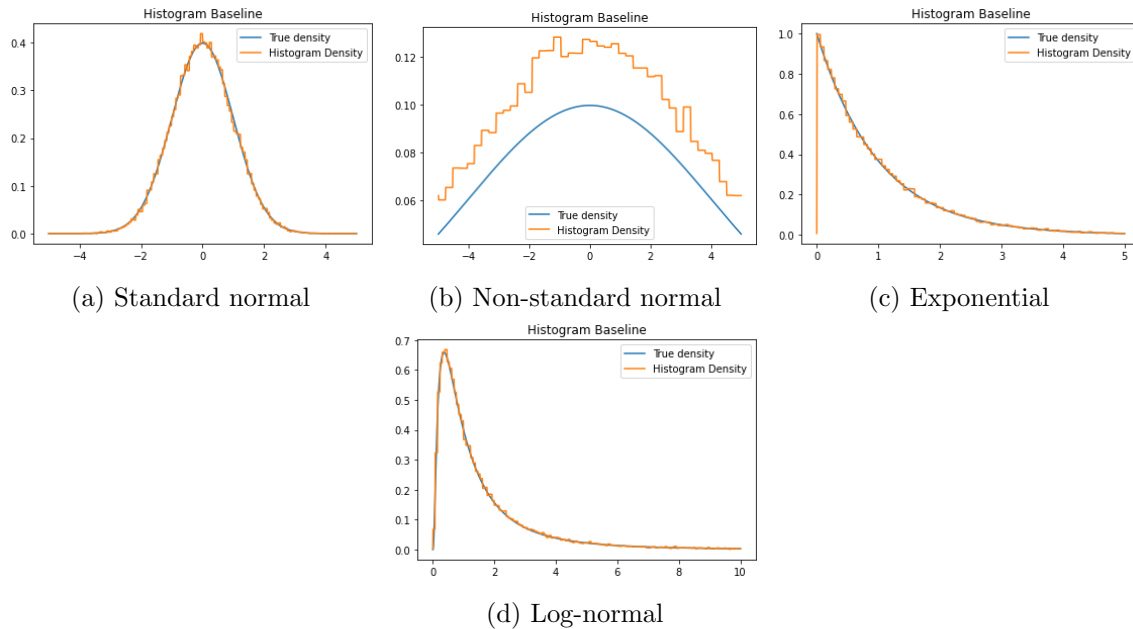 Histogram Baseline
True density
Histogram Density
0.4
0.3
0.2
0.1
0.0
−4 −2 0 2 4
(a) Standard normal
Histogram Baseline
0.12
0.10
0.08
0.06
True density
Histogram Density
−4 −2 0 2 4
(b) Non-standard normal
Histogram Baseline
True density
Histogram Density
1.0
0.8
0.6
0.4
0.2
0.0
0 1 2 3 4 5
(c) Exponential
Histogram Baseline
True density
Histogram Density
0.7
0.6
0.5
0.4
0.3
0.2
0.1
0.0
0 2 4 6 8 10
(d) Log-normal